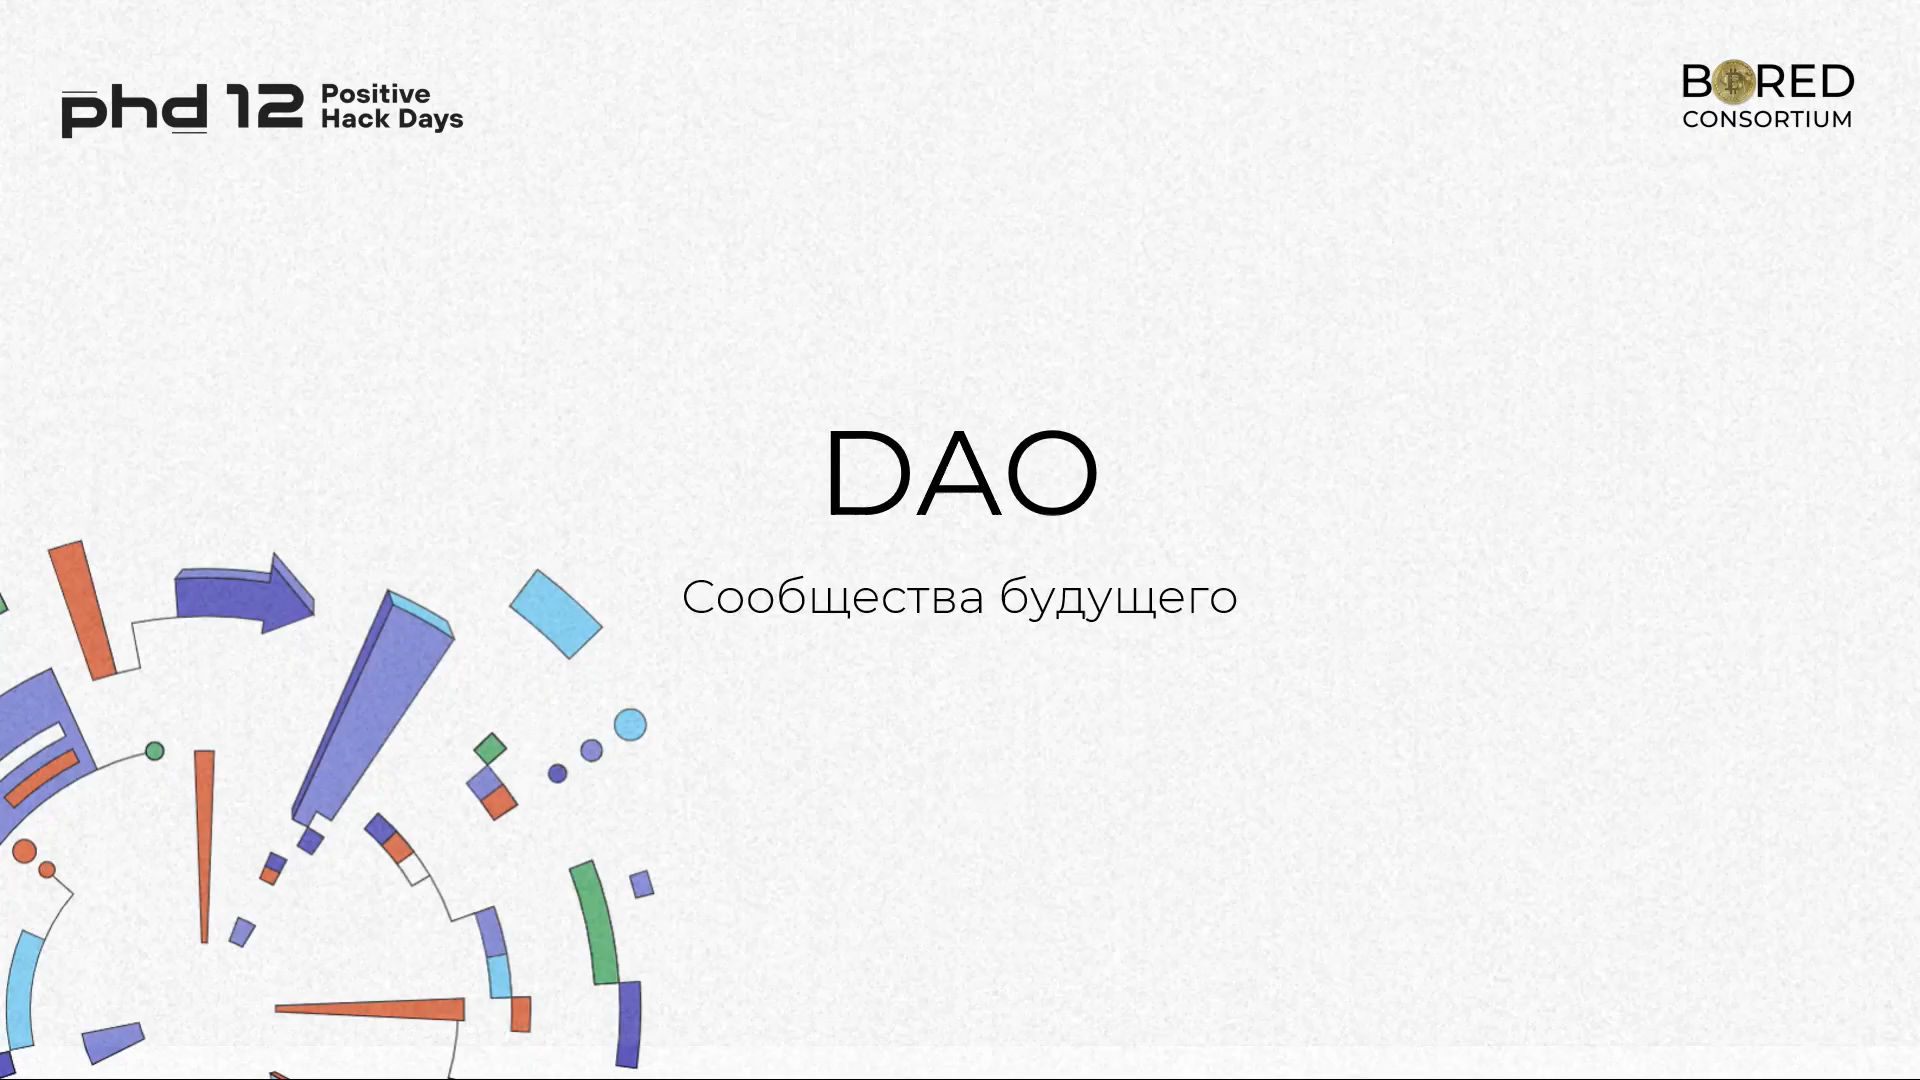 phd 12
Positive
Hack Days
BORED
CONSORTIUM
DAO
Сообщества будущего